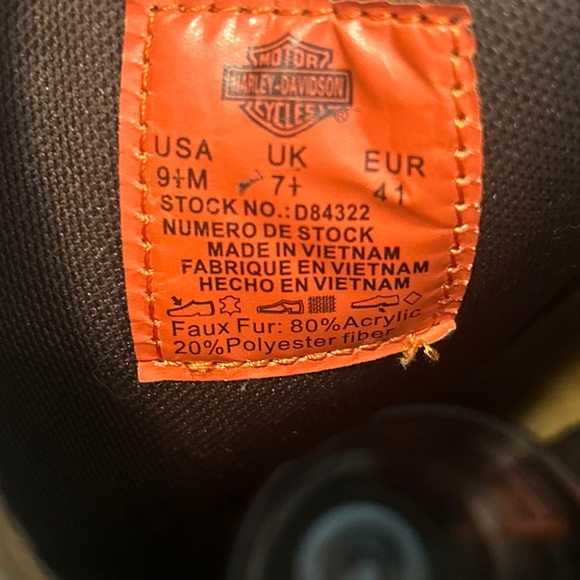 MOTOR
HARLEY-DAVIDSON
CYCLES
®
USA UK EUR
9½M 7½ 41
STOCK NO.:D84322
NUMERO DE STOCK
MADE IN VIETNAM
FABRIQUE EN VIETNAM
HECHO EN VIETNAM
Faux Fur: 80%Acrylic
20%Polyester fiber